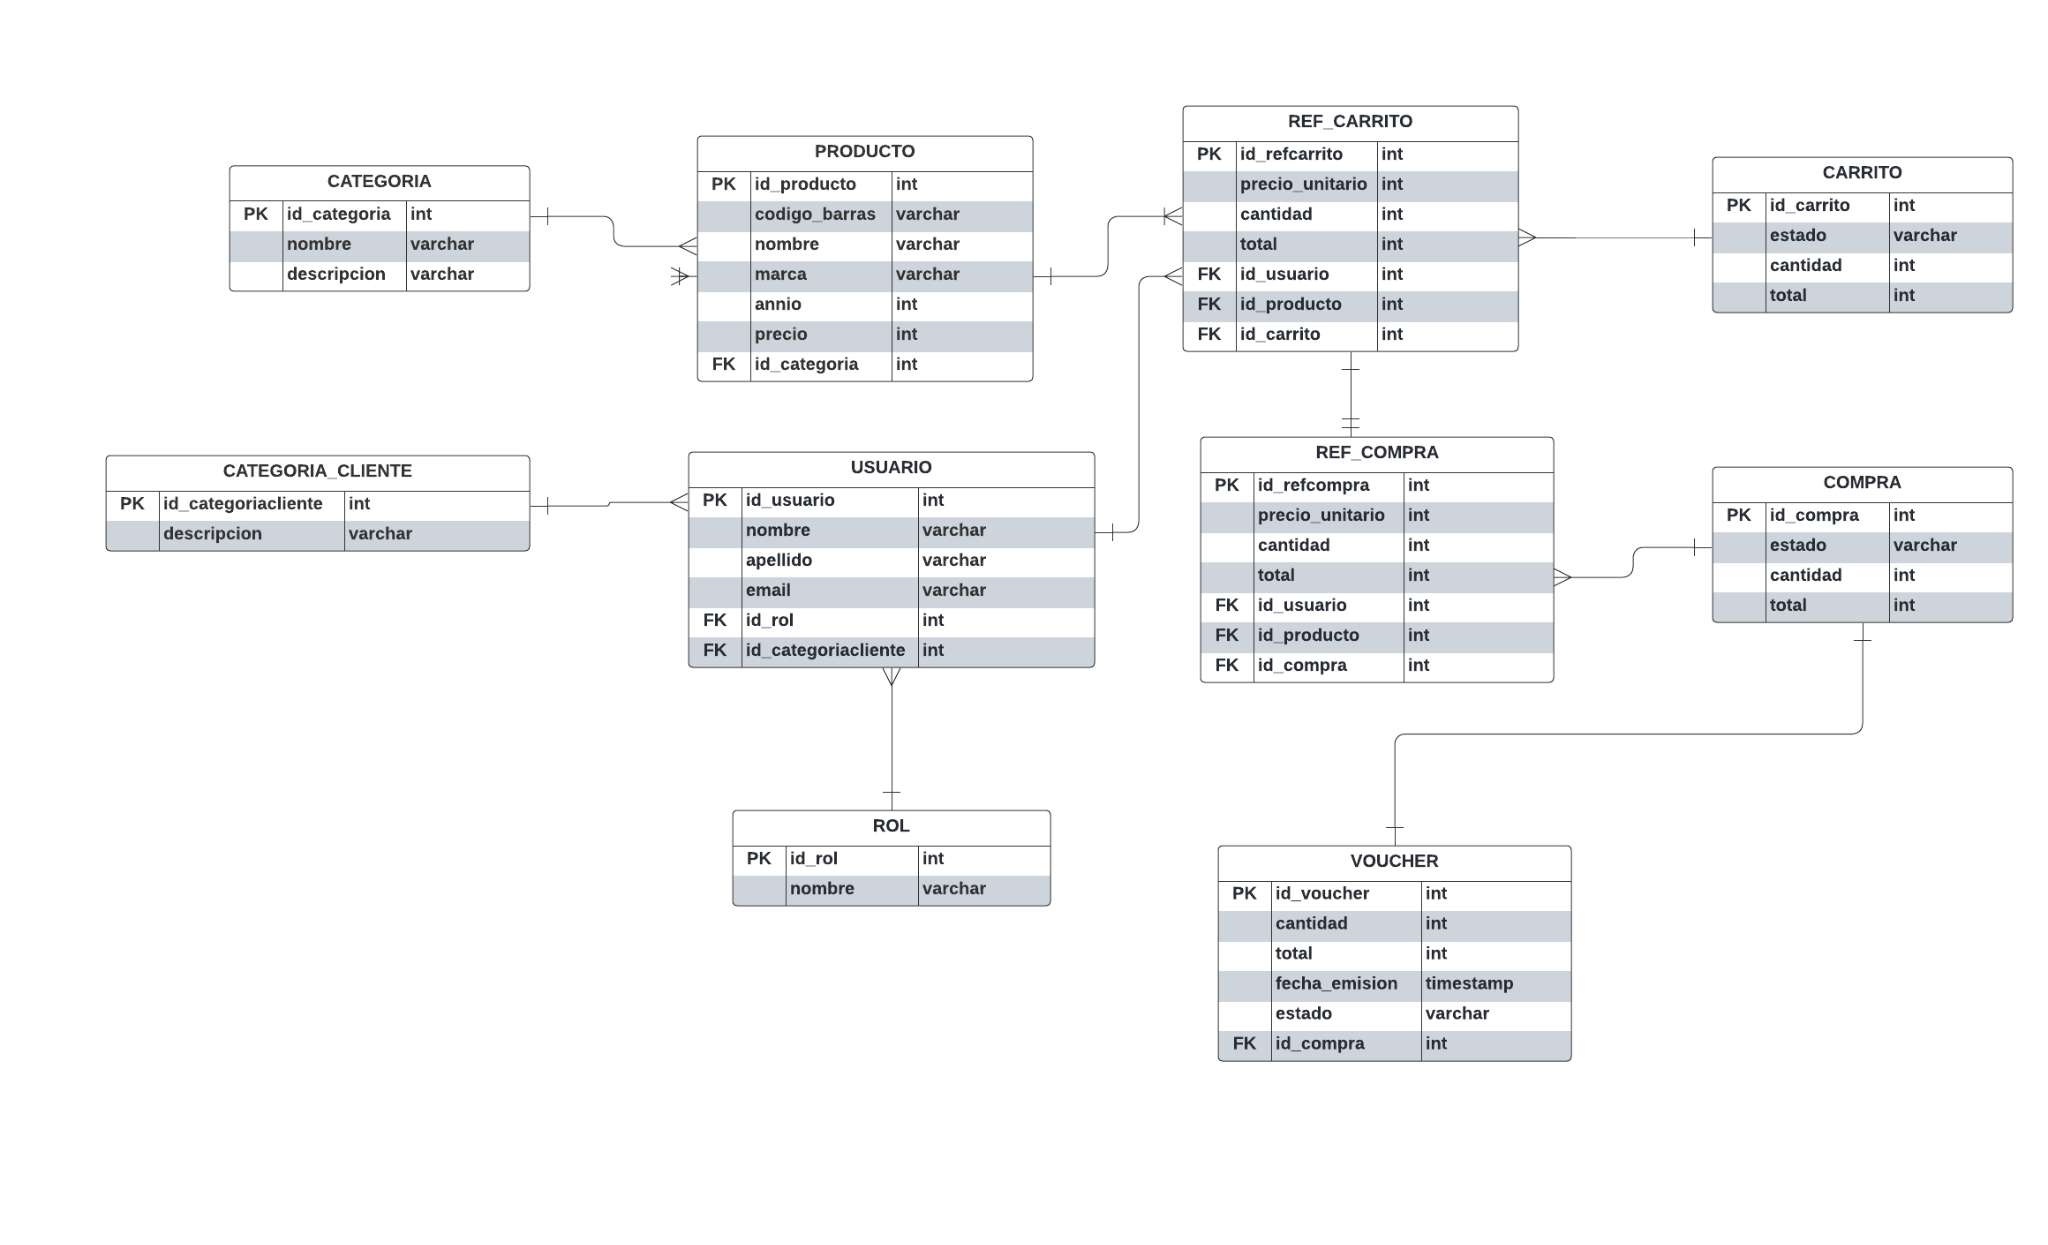 CATEGORIA
PK id_categoria int
nombre varchar
descripcion varchar
PRODUCTO
PK id_producto int
codigo_barras varchar
nombre varchar
marca varchar
annio int
precio int
FK id_categoria int
REF_CARRITO
PK id_refcarrito int
precio_unitario int
cantidad int
total int
FK id_usuario int
FK id_producto int
FK id_carrito int
CARRITO
PK id_carrito int
estado varchar
cantidad int
total int
CATEGORIA_CLIENTE
PK id_categoriacliente int
descripcion varchar
USUARIO
PK id_usuario int
nombre varchar
apellido varchar
email varchar
FK id_rol int
FK id_categoriacliente int
REF_COMPRA
PK id_refcompra int
precio_unitario int
cantidad int
total int
FK id_usuario int
FK id_producto int
FK id_compra int
COMPRA
PK id_compra int
estado varchar
cantidad int
total int
ROL
PK id_rol int
nombre varchar
VOUCHER
PK id_voucher int
cantidad int
total int
fecha_emision timestamp
estado varchar
FK id_compra int